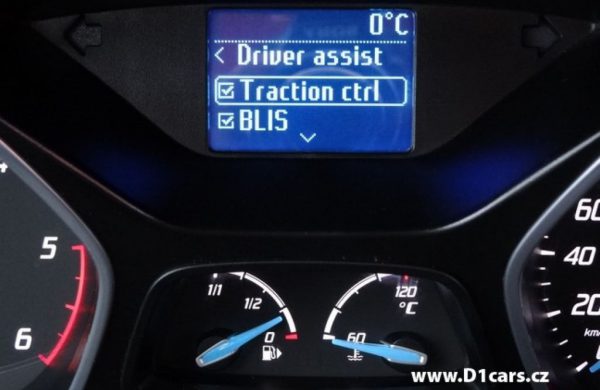 0°C
< Driver assist
Traction ctrl
BLIS
5
6
1/1
1/2
0
120
°C
60
60
40
20
km/
www.D1cars.cz